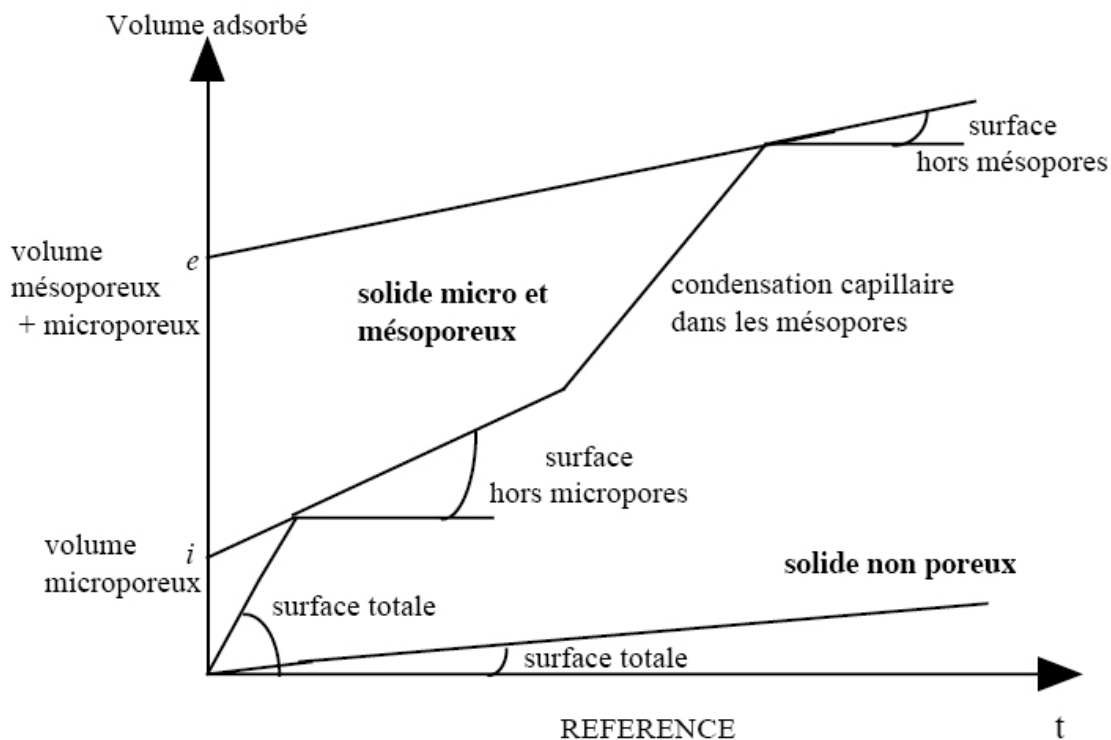 Volume adsorbé
surface
hors mésopores
volume
mésoporeux
+ microporeux
e
solide micro et
mésoporeux
condensation capillaire
dans les mésopores
surface
hors micropores
volume
microporeux
i
solide non poreux
surface totale
surface totale
REFERENCE
t